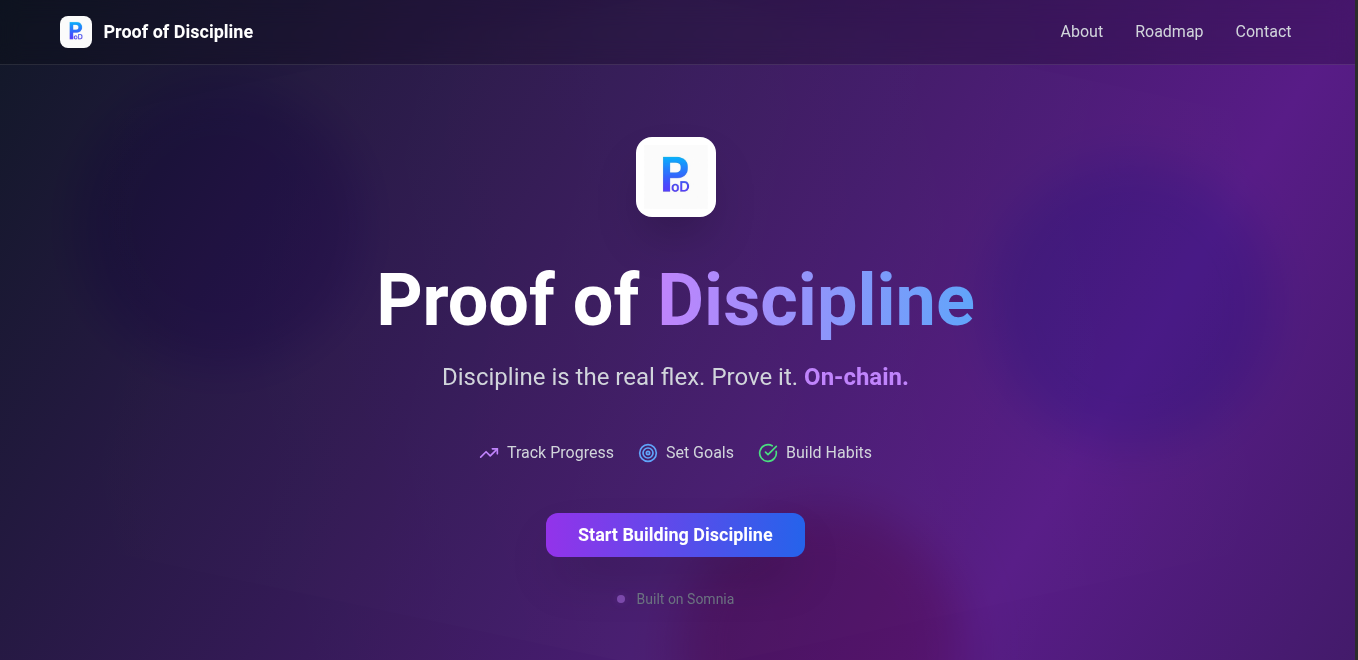 PoD Proof of Discipline About Roadmap Contact
PoD
Proof of Discipline
Discipline is the real flex. Prove it. On-chain.
Track Progress Set Goals Build Habits
Start Building Discipline
Built on Somnia